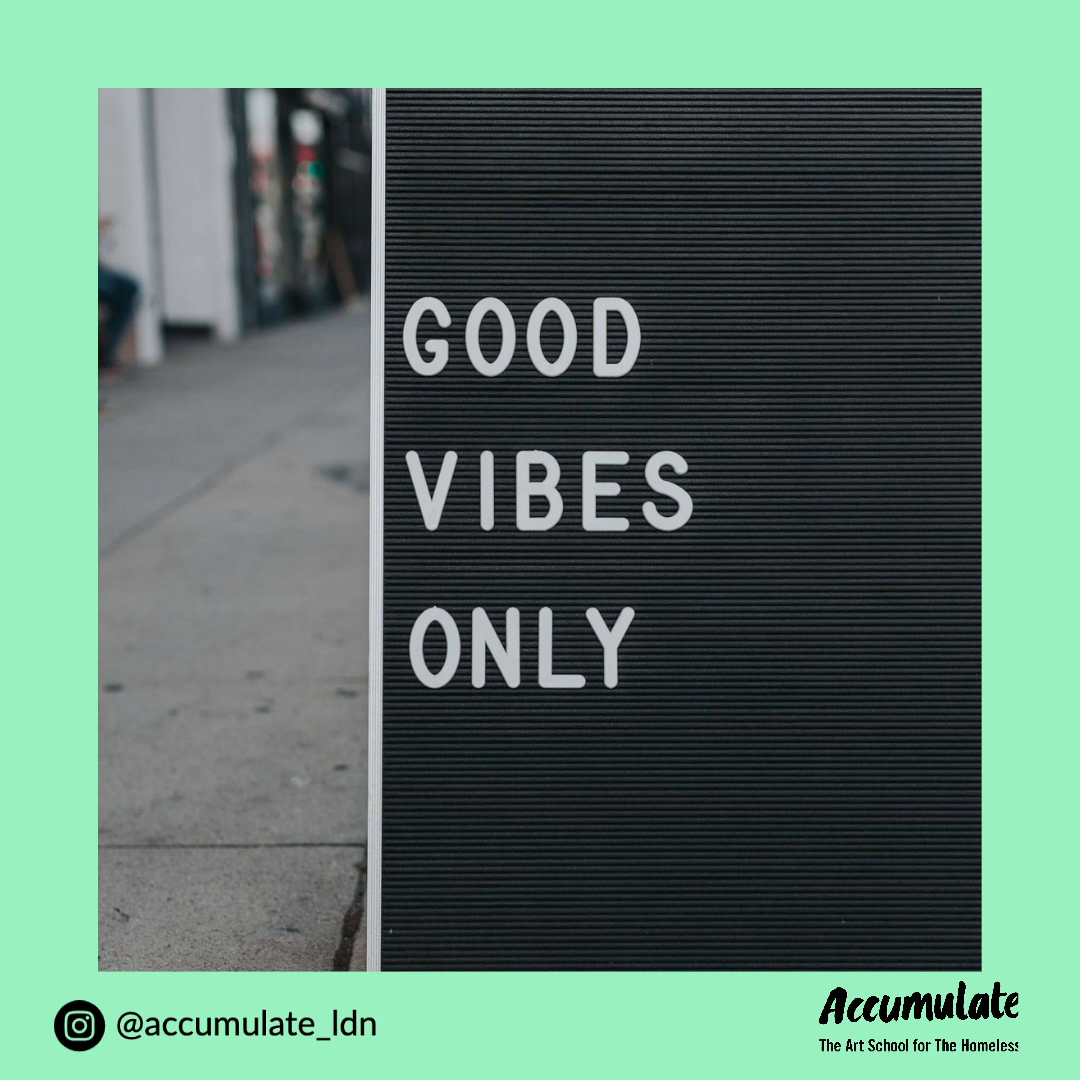 GOOD
VIBES
ONLY
@accumulate_ldn
Accumulate
The Art School for The Homeless